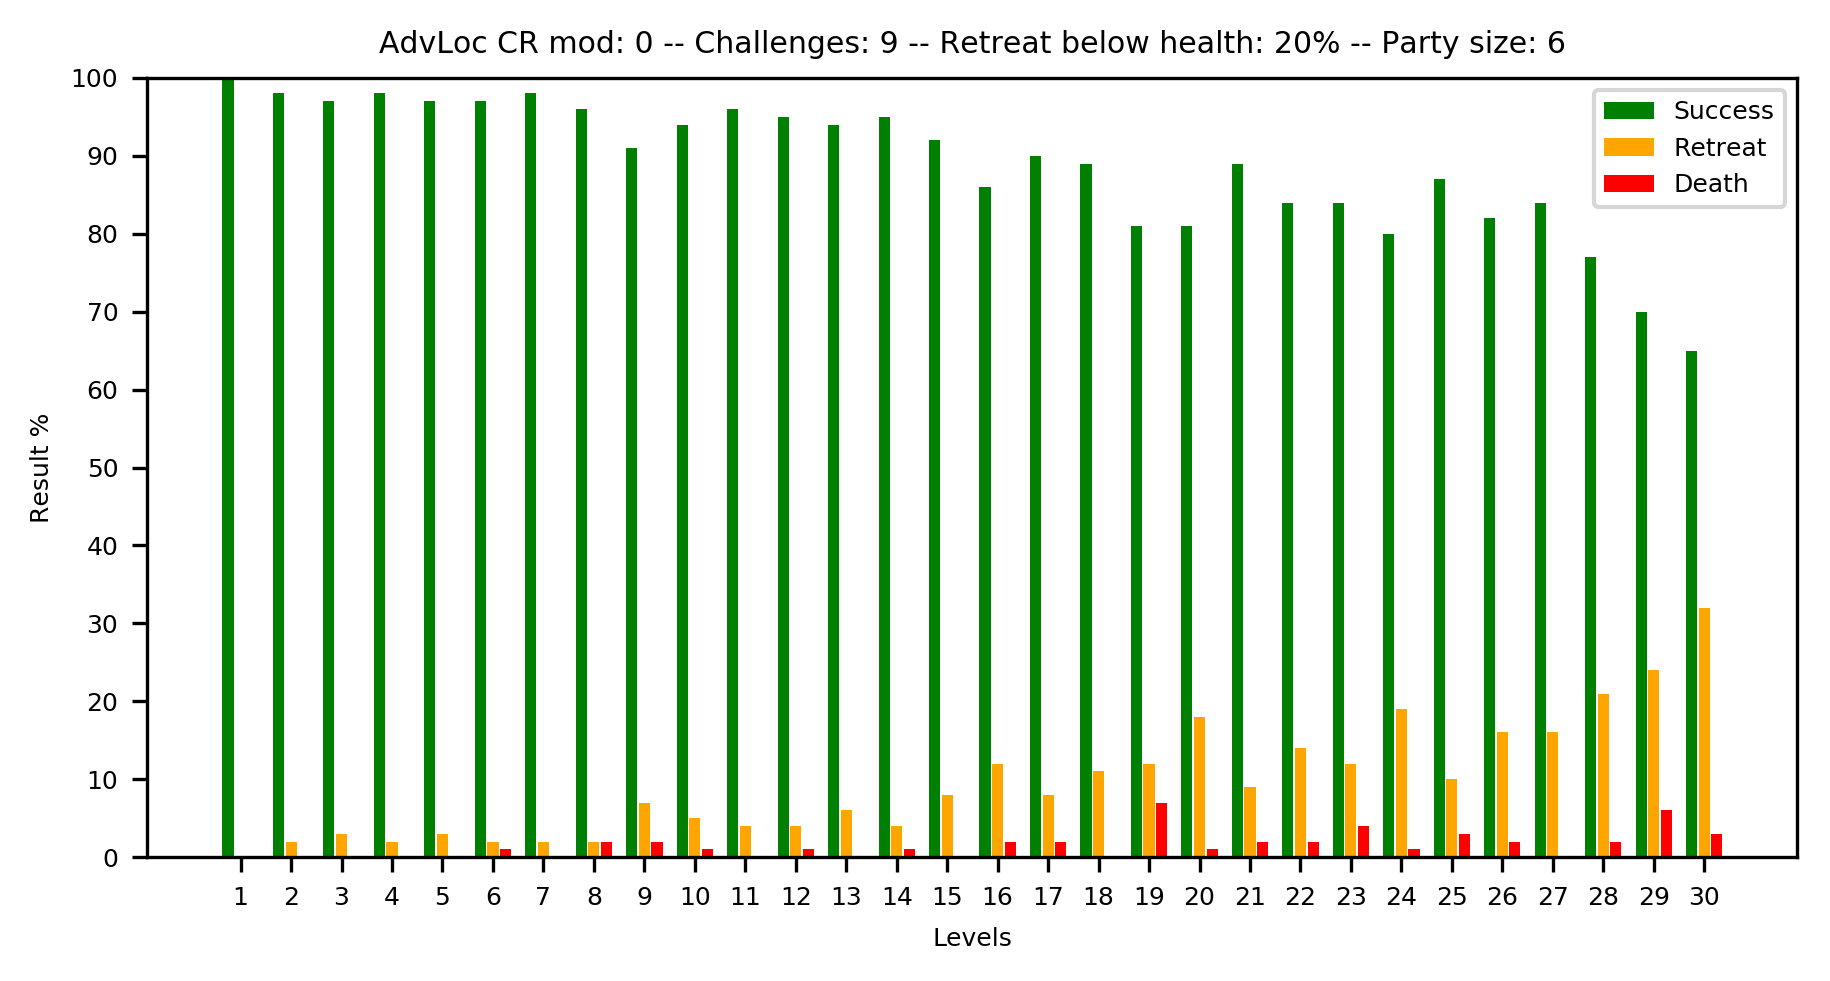 AdvLoc CR mod: 0 -- Challenges: 9 -- Retreat below health: 20% -- Party size: 6
100
90
80
70
60
50
40
30
20
10
0
Result %
Success
Retreat
Death
1 2 3 4 5 6 7 8 9 10 11 12 13 14 15 16 17 18 19 20 21 22 23 24 25 26 27 28 29 30
Levels